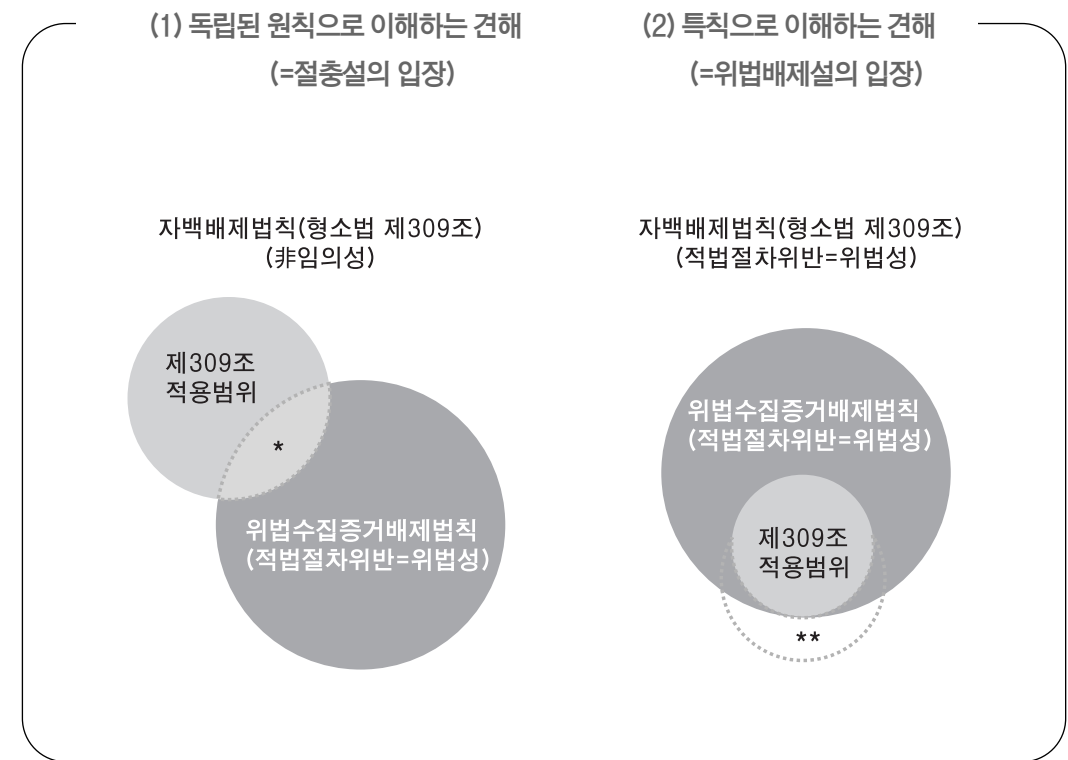 (1) 독립된 원칙으로 이해하는 견해
(=절충설의 입장)
자백배제법칙(형소법 제309조)
(非임의성)
제309조
적용범위
*
위법수집증거배제법칙
(적법절차위반=위법성)
(2) 특칙으로 이해하는 견해
(=위법배제설의 입장)
자백배제법칙(형소법 제309조)
(적법절차위반=위법성)
위법수집증거배제법칙
(적법절차위반=위법성)
제309조
적용범위
**